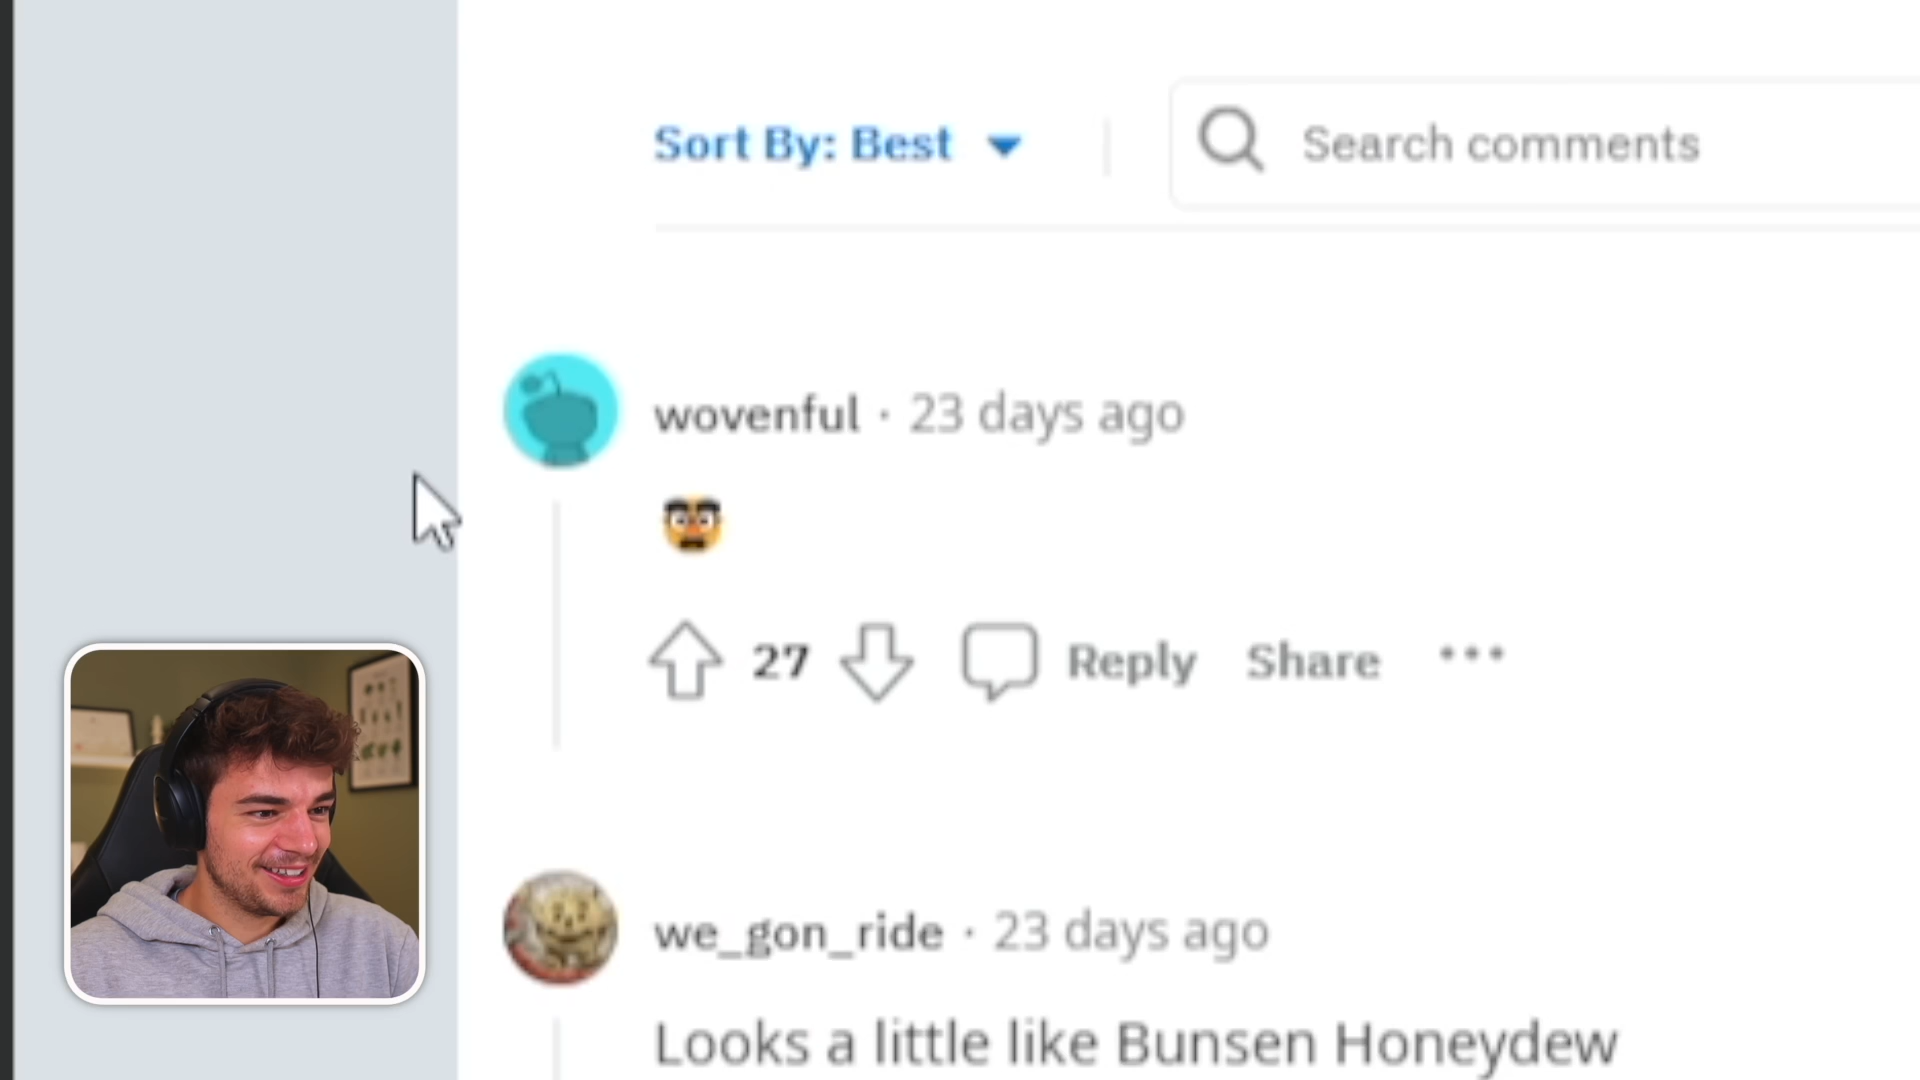 Sort By: Best
Search comments
wovenful · 23 days ago
🥸
27 Reply Share ···
we_gon_ride · 23 days ago
Looks a little like Bunsen Honeydew